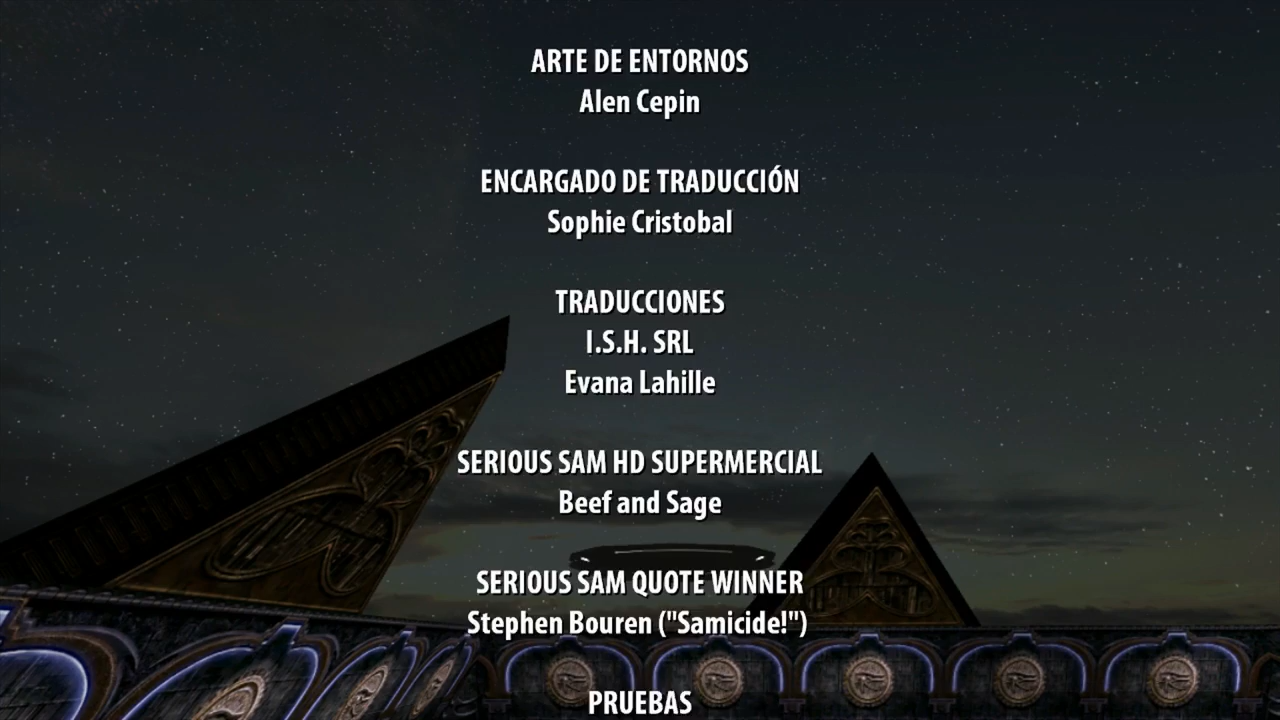 ARTE DE ENTORNOS
Alen Cepin
ENCARGADO DE TRADUCCIÓN
Sophie Cristobal
TRADUCCIONES
I.S.H. SRL
Evana Lahille
SERIOUS SAM HD SUPERMERCIAL
Beef and Sage
SERIOUS SAM QUOTE WINNER
Stephen Bouren ("Samicide!")
PRUEBAS